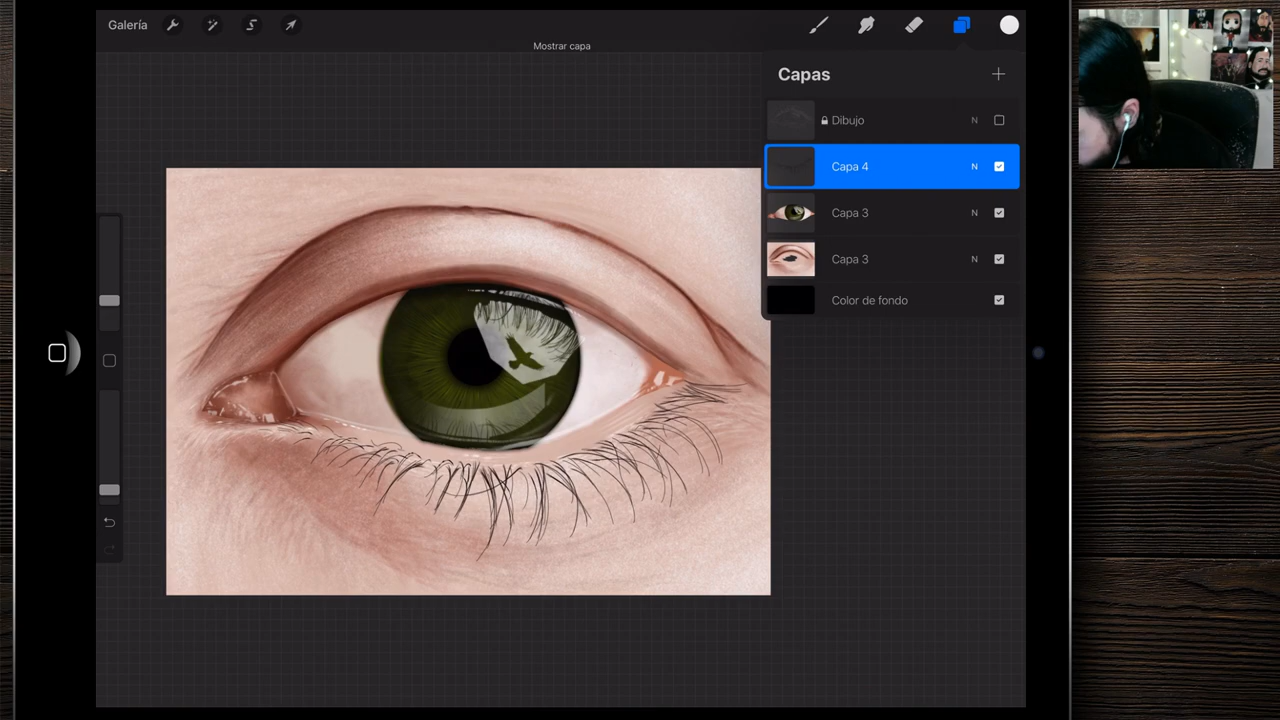 Galería
Mostrar capa
Capas
Dibujo N
Capa 4 N
Capa 3 N
Capa 3 N
Color de fondo